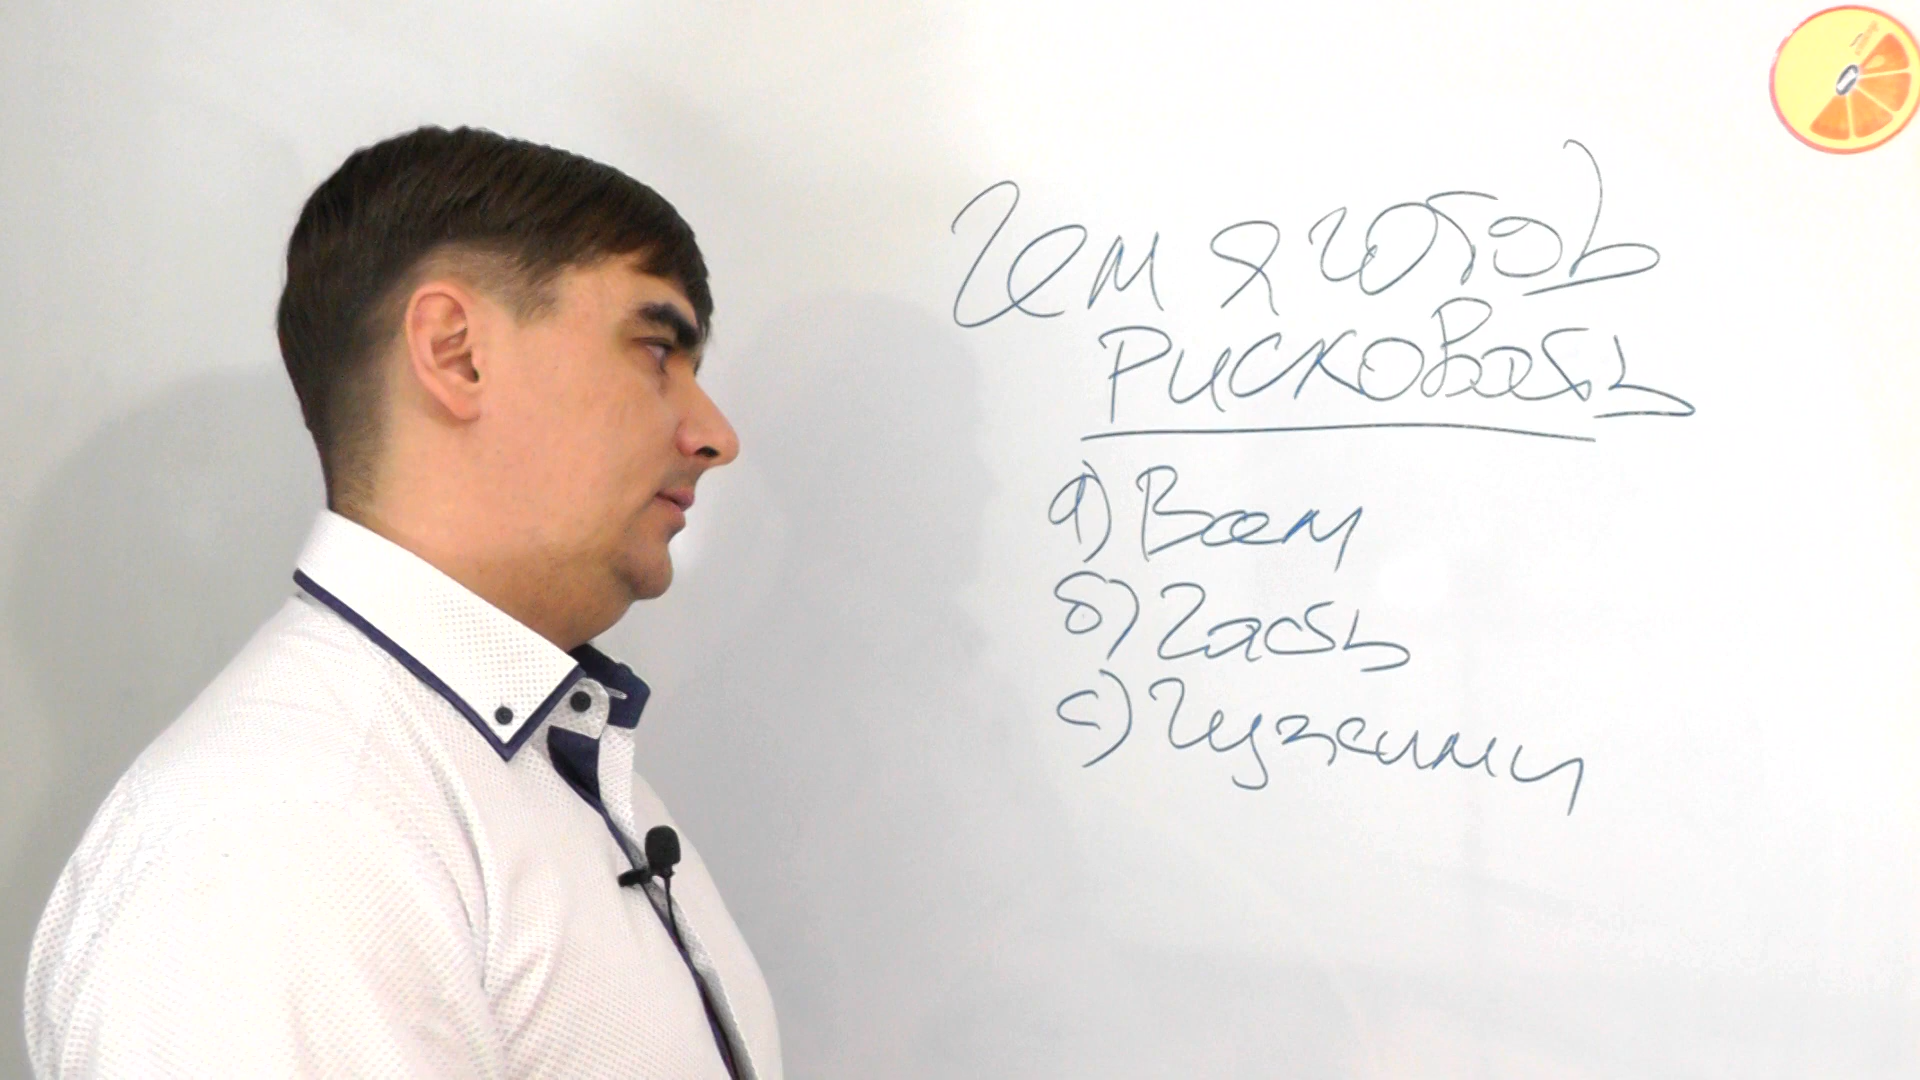 Чем я готов
рисковать
а) Всем
б) Часть
с) Чужими